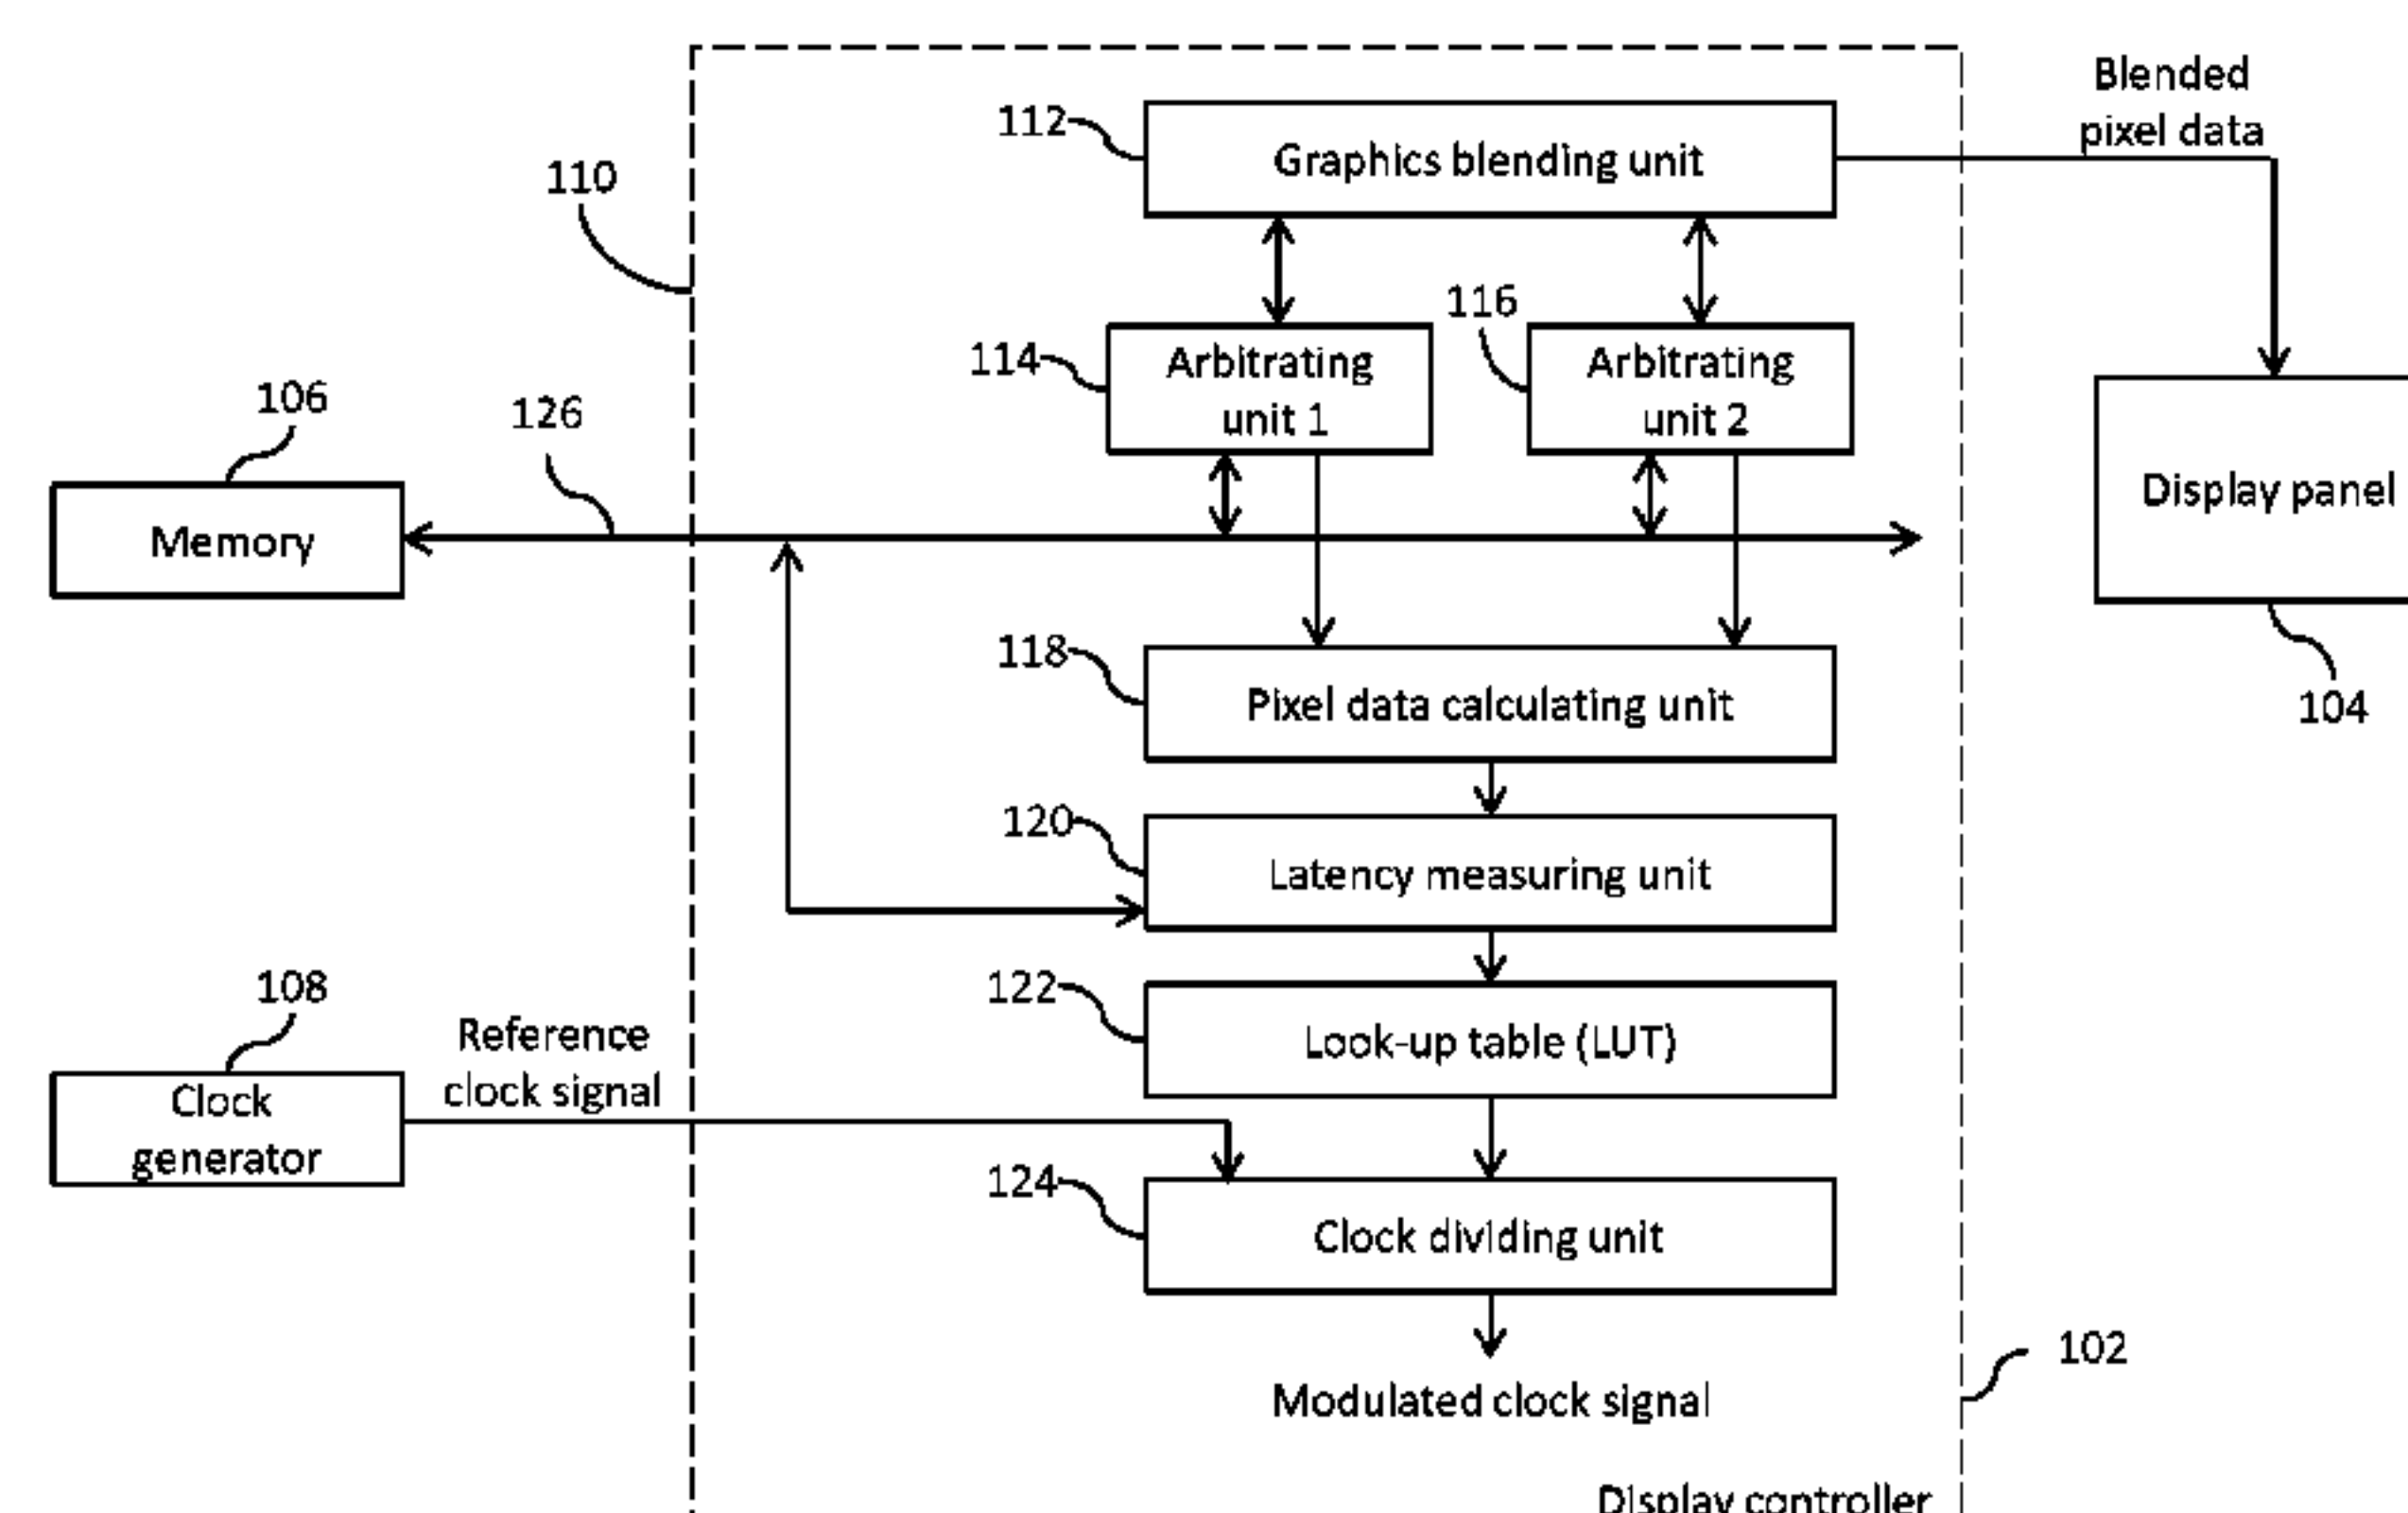 Blended
pixel data
112
Graphics blending unit
110
116
114
Arbitrating
unit 1
Arbitrating
unit 2
106
126
Memory
Display panel
118
Pixel data calculating unit
104
120
Latency measuring unit
108
122
Reference
clock signal
Look-up table (LUT)
Clock
generator
124
Clock dividing unit
102
Modulated clock signal
Display controller